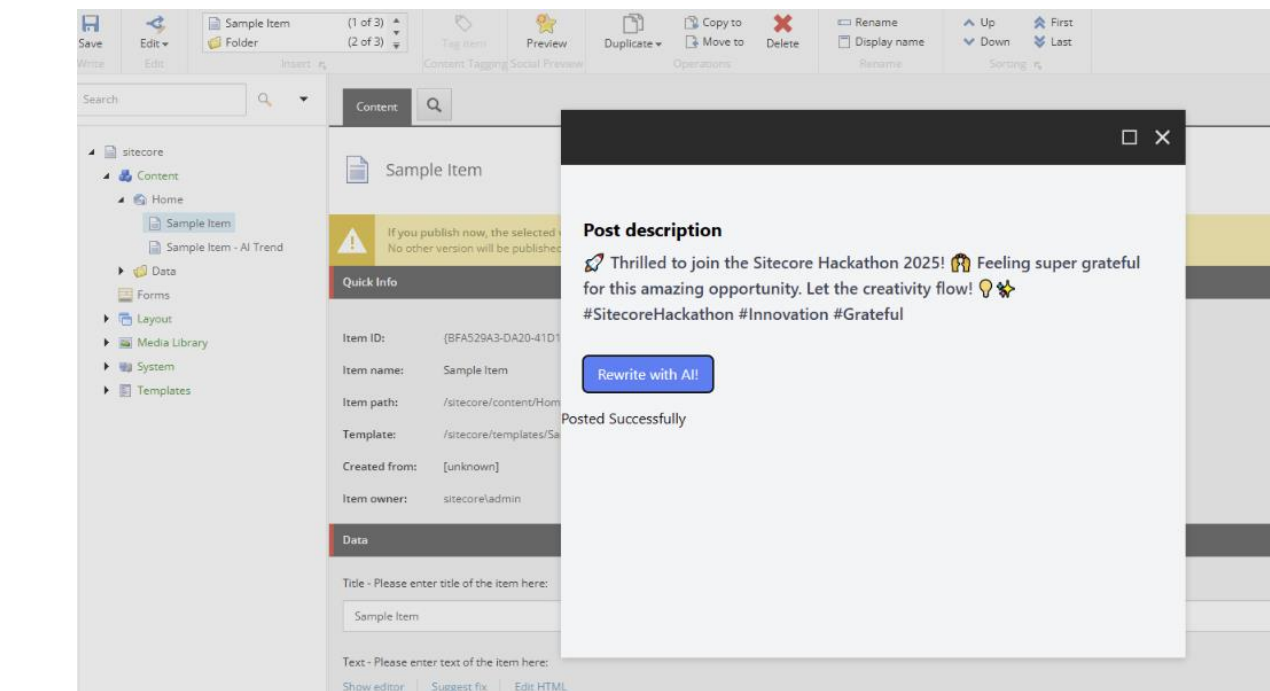 Sample Item (1 of 3)
Folder (2 of 3)
Save Edit Tag Item Preview Duplicate Copy to Move to Delete Rename Display name Up Down First Last
Write Edit Insert Content Tagging Social Preview Operations Rename Sorting
Search
Content
sitecore
Content
Home
Sample Item
Sample Item - AI Trend
Data
Forms
Layout
Media Library
System
Templates
Sample Item
If you publish now, the selected
No other version will be published
Quick Info
Item ID: {BFA529A3-DA20-41D1
Item name: Sample Item
Item path: /sitecore/content/Hom
Template: /sitecore/templates/Sa
Created from: [unknown]
Item owner: sitecore\admin
Data
Title - Please enter title of the item here:
Sample Item
Text - Please enter text of the item here:
Show editor Suggest fix Edit HTML
Post description
🚀 Thrilled to join the Sitecore Hackathon 2025! 🙌 Feeling super grateful
for this amazing opportunity. Let the creativity flow! 💡✨
#SitecoreHackathon #Innovation #Grateful
Rewrite with AI!
Posted Successfully